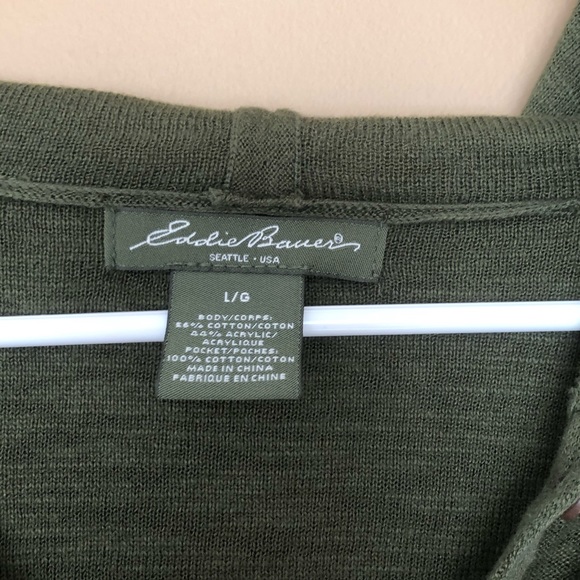 Eddie Bauer®
SEATTLE · USA
L/G
BODY/CORPS:
56% COTTON/COTON
44% ACRYLIC/
ACRYLIQUE
POCKET/POCHES:
100% COTTON/COTON
MADE IN CHINA
FABRIQUE EN CHINE